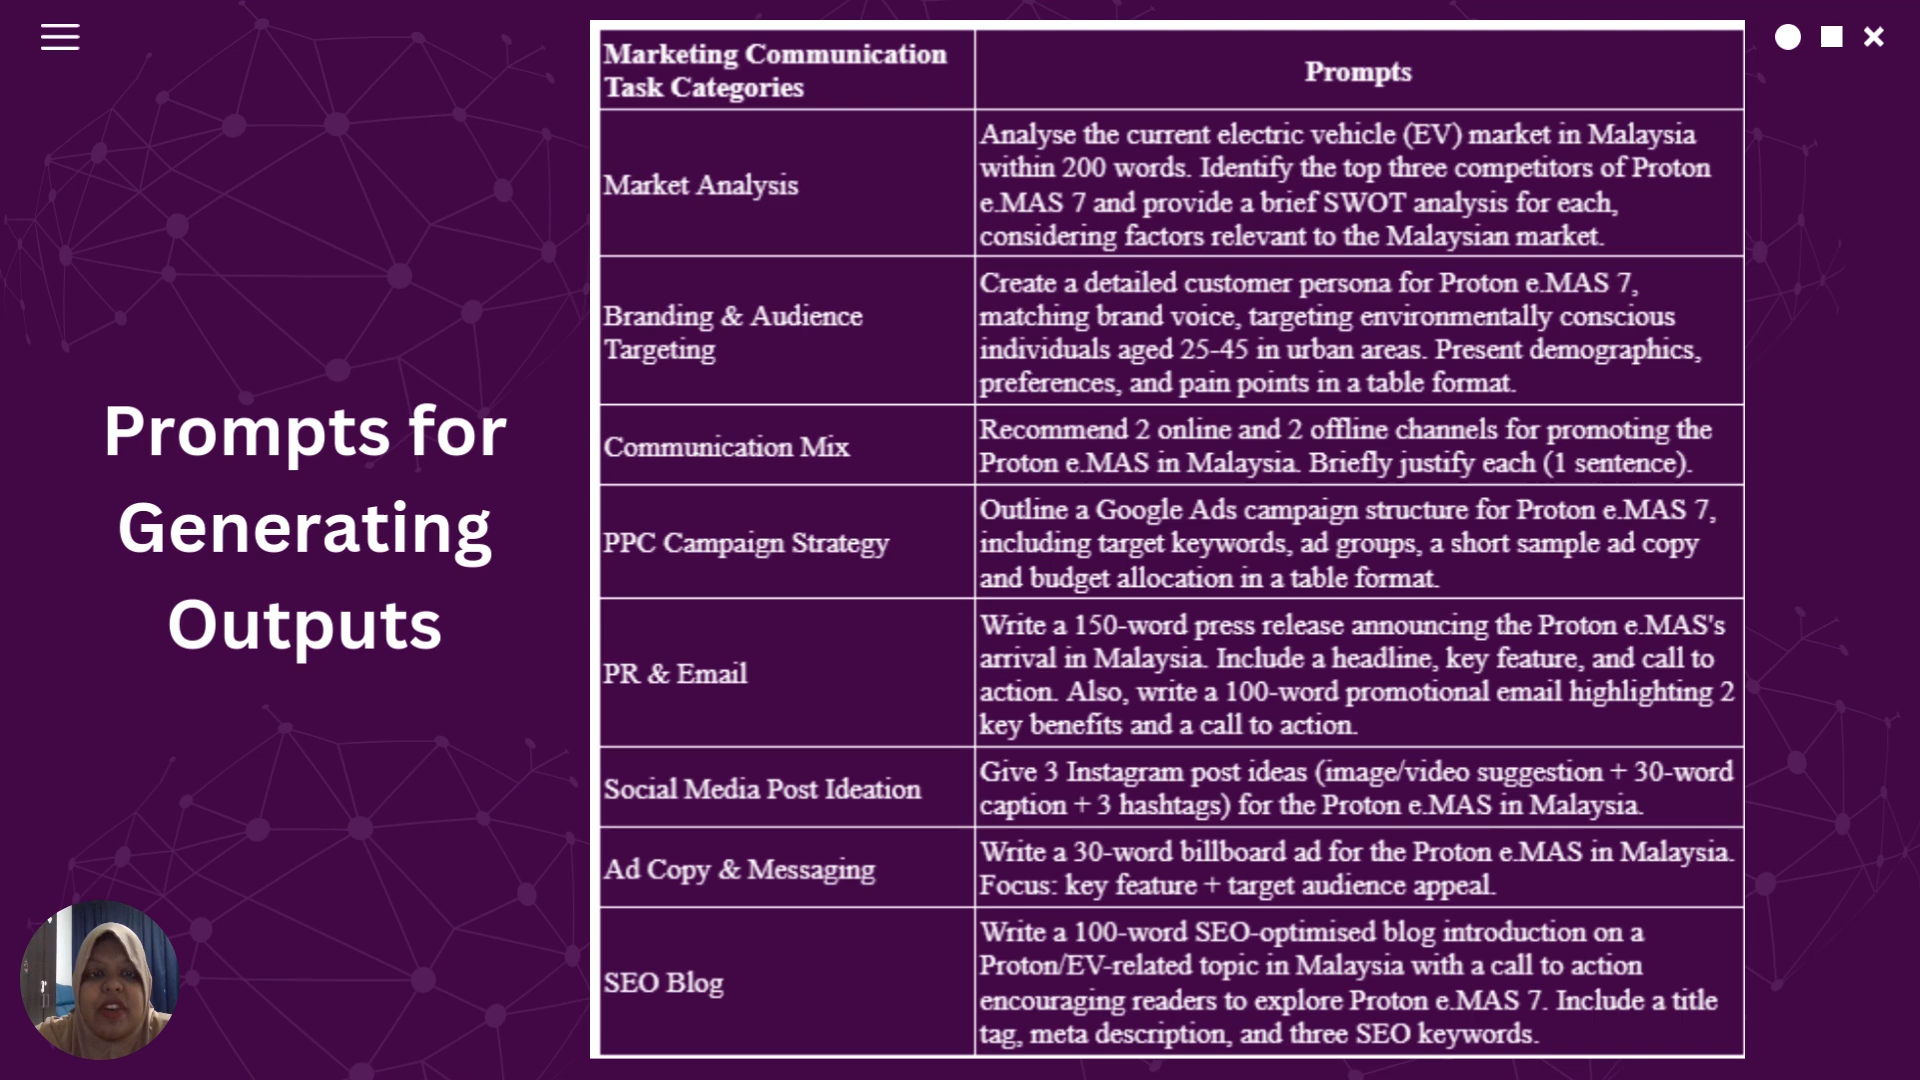 Prompts for
Generating
Outputs
Marketing Communication
Task Categories
Prompts
Market Analysis
Analyse the current electric vehicle (EV) market in Malaysia
within 200 words. Identify the top three competitors of Proton
e.MAS 7 and provide a brief SWOT analysis for each,
considering factors relevant to the Malaysian market.
Branding & Audience
Targeting
Create a detailed customer persona for Proton e.MAS 7,
matching brand voice, targeting environmentally conscious
individuals aged 25-45 in urban areas. Present demographics,
preferences, and pain points in a table format.
Communication Mix
Recommend 2 online and 2 offline channels for promoting the
Proton e.MAS in Malaysia. Briefly justify each (1 sentence).
PPC Campaign Strategy
Outline a Google Ads campaign structure for Proton e.MAS 7,
including target keywords, ad groups, a short sample ad copy
and budget allocation in a table format.
PR & Email
Write a 150-word press release announcing the Proton e.MAS's
arrival in Malaysia. Include a headline, key feature, and call to
action. Also, write a 100-word promotional email highlighting 2
key benefits and a call to action.
Social Media Post Ideation
Give 3 Instagram post ideas (image/video suggestion + 30-word
caption + 3 hashtags) for the Proton e.MAS in Malaysia.
Ad Copy & Messaging
Write a 30-word billboard ad for the Proton e.MAS in Malaysia.
Focus: key feature + target audience appeal.
SEO Blog
Write a 100-word SEO-optimised blog introduction on a
Proton/EV-related topic in Malaysia with a call to action
encouraging readers to explore Proton e.MAS 7. Include a title
tag, meta description, and three SEO keywords.